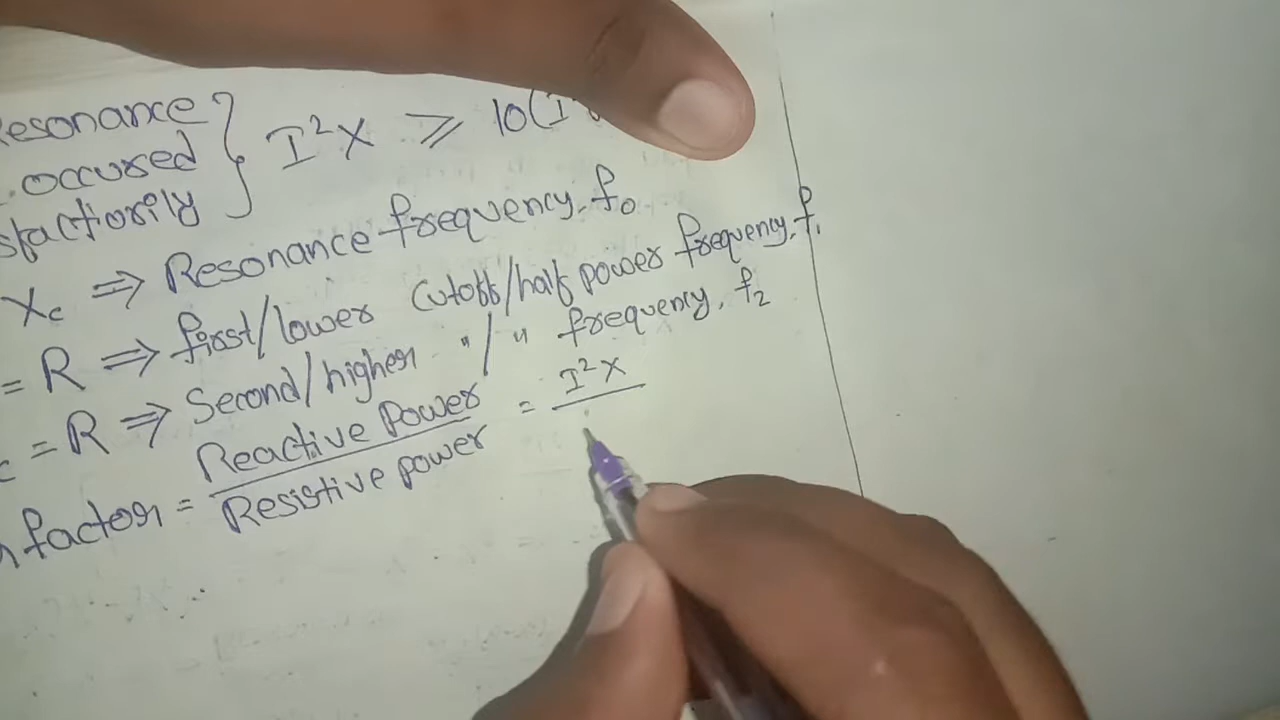 esonance
occured } I²X ⩾ 10(I
sfactiorily
Xc ⇒ Resonance frequency, f₀
= R ⇒ first/lower cutoff/half power frequency, f₁
c = R ⇒ Second/higher "/" frequency, f₂
factor = Reactive Power / Resistive power = I²X